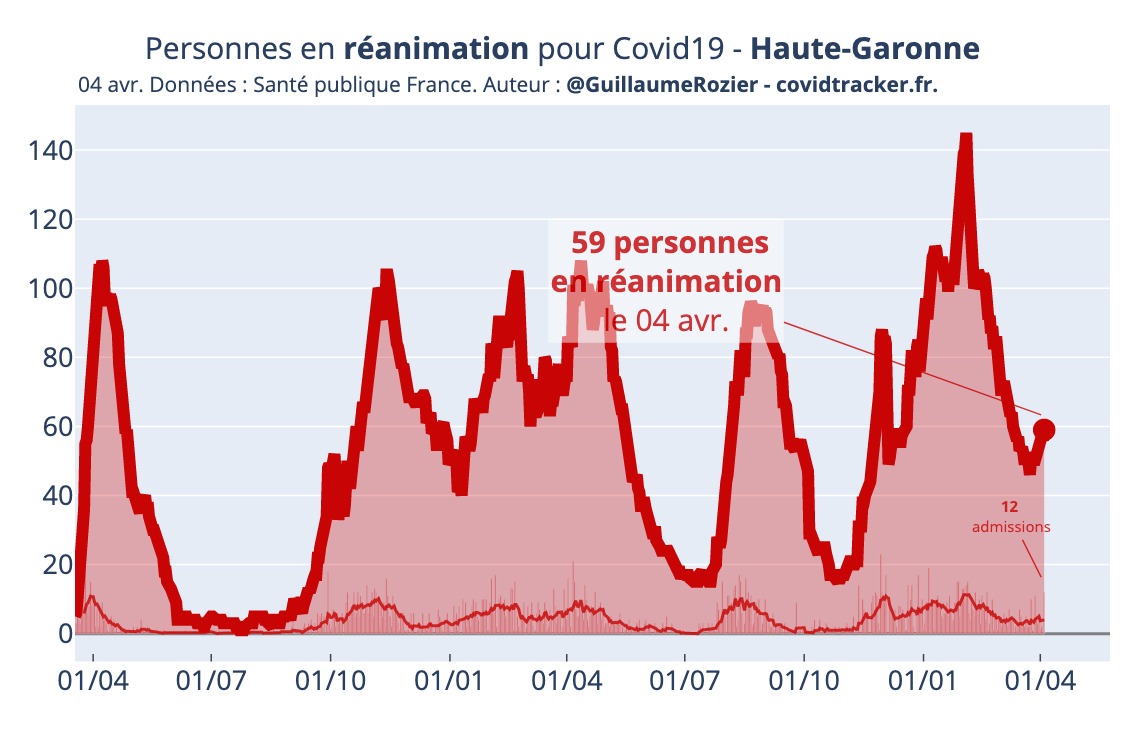 Personnes en réanimation pour Covid19 - Haute-Garonne
04 avr. Données : Santé publique France. Auteur : @GuillaumeRozier - covidtracker.fr.
140
120
100
80
60
40
20
0
59 personnes
en réanimation
le 04 avr.
12
admissions
01/04 01/07 01/10 01/01 01/04 01/07 01/10 01/01 01/04